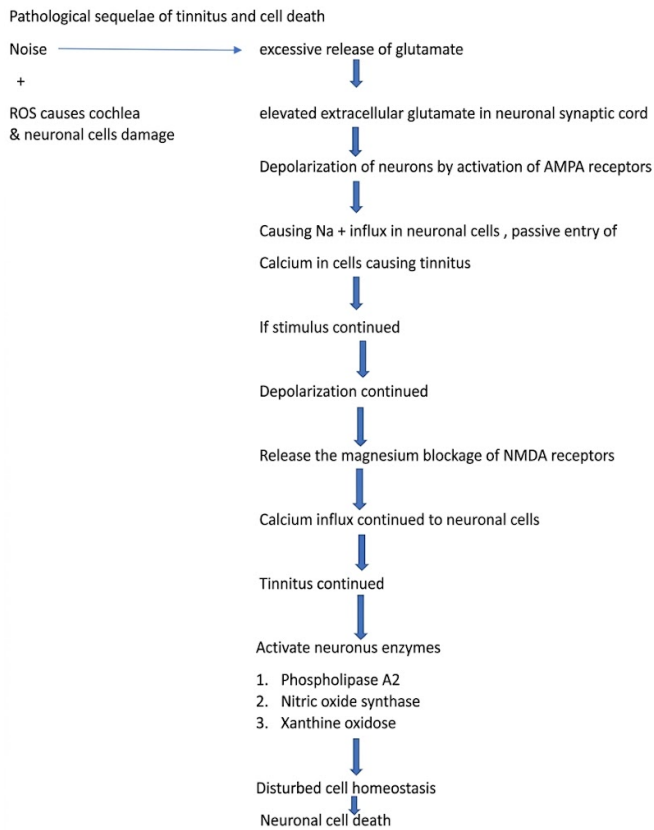 Pathological sequelae of tinnitus and cell death
Noise
excessive release of glutamate
+
ROS causes cochlea
& neuronal cells damage
elevated extracellular glutamate in neuronal synaptic cord
Depolarization of neurons by activation of AMPA receptors
Causing Na + influx in neuronal cells , passive entry of
Calcium in cells causing tinnitus
If stimulus continued
Depolarization continued
Release the magnesium blockage of NMDA receptors
Calcium influx continued to neuronal cells
Tinnitus continued
Activate neuronus enzymes
1. Phospholipase A2
2. Nitric oxide synthase
3. Xanthine oxidose
Disturbed cell homeostasis
Neuronal cell death